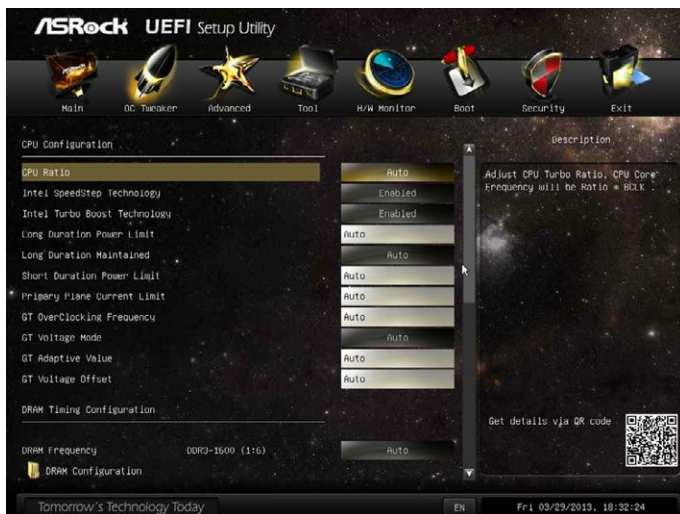 ASRock UEFI Setup Utility
Main OC Tweaker Advanced Tool H/W Monitor Boot Security Exit
CPU Configuration
CPU Ratio Auto
Intel SpeedStep Technology Enabled
Intel Turbo Boost Technology Enabled
Long Duration Power Limit Auto
Long Duration Maintained Auto
Short Duration Power Limit Auto
Primary Plane Current Limit Auto
GT OverClocking Frequency Auto
GT Voltage Mode Auto
GT Adaptive Value Auto
GT Voltage Offset Auto
DRAM Timing Configuration
DRAM Frequency DDR3-1600 (1:6) Auto
DRAM Configuration
Description
Adjust CPU Turbo Ratio, CPU Core
Frequency will be Ratio * BCLK .
Get details via QR code
Tomorrow's Technology Today EN Fri 03/29/2013, 18:32:24